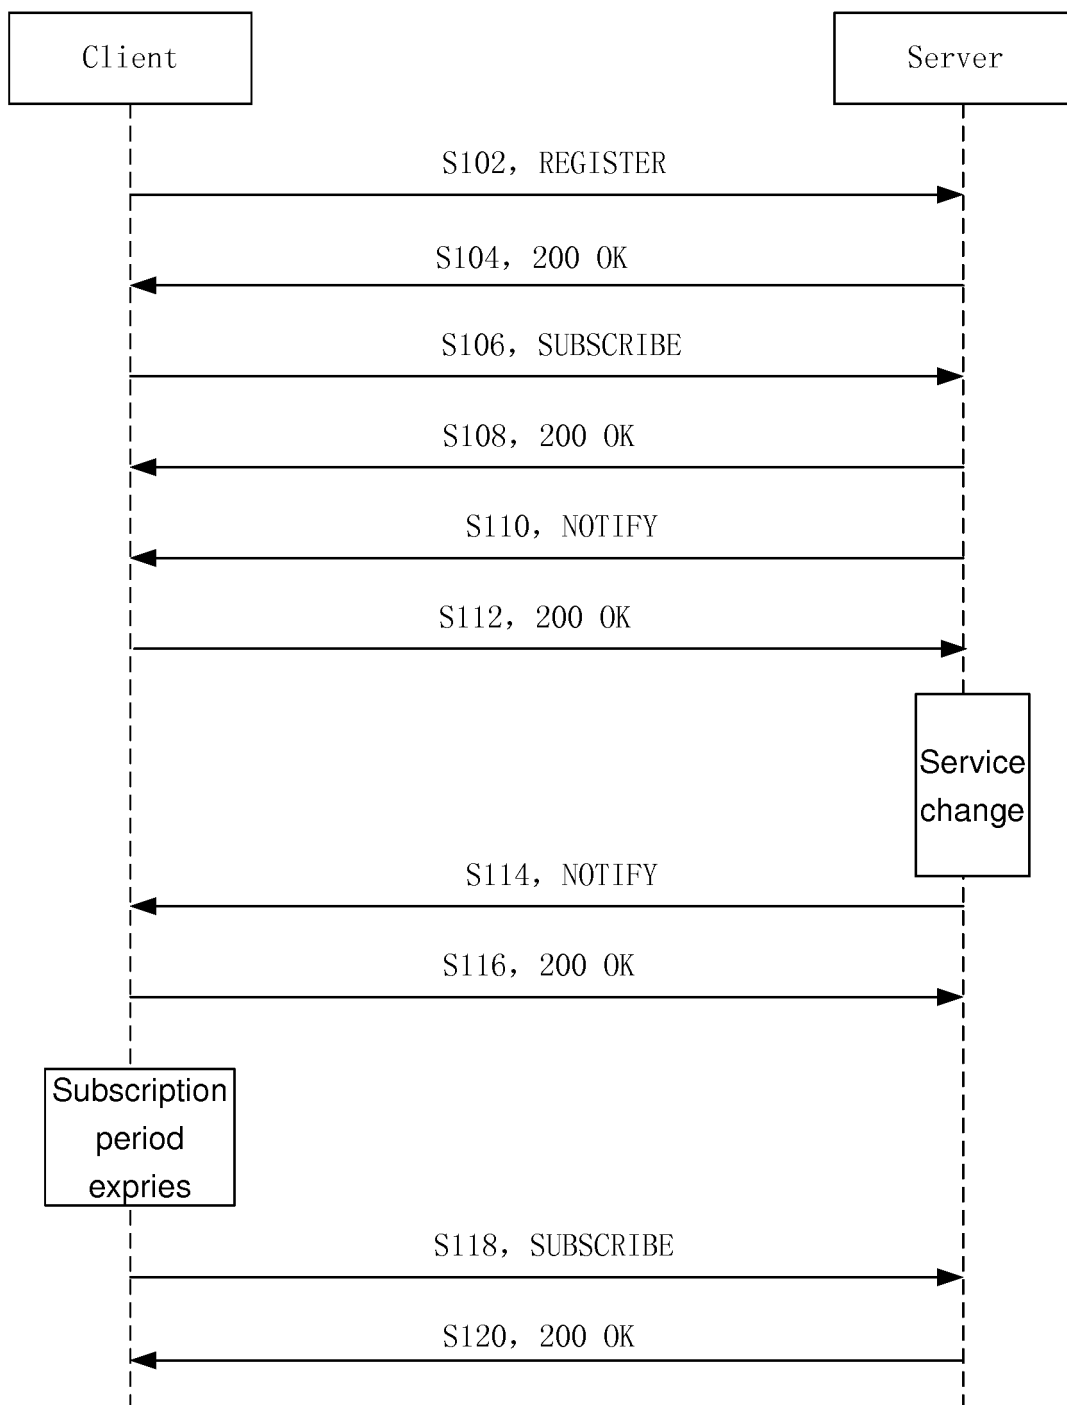 Client
Server
S102, REGISTER
S104, 200 OK
S106, SUBSCRIBE
S108, 200 OK
S110, NOTIFY
S112, 200 OK
Service
change
S114, NOTIFY
S116, 200 OK
Subscription
period
expries
S118, SUBSCRIBE
S120, 200 OK